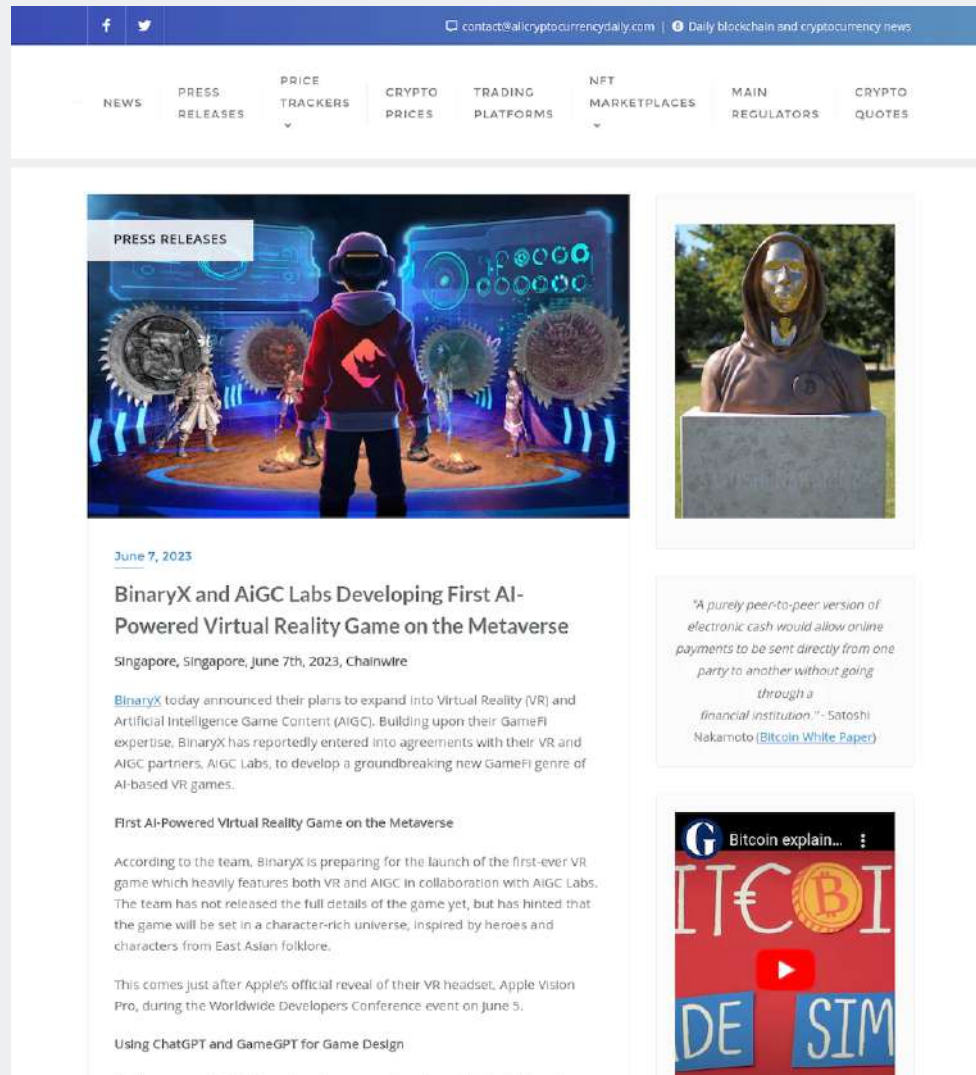 contact@allcryptocurrencydaily.com | Daily blockchain and cryptocurrency news
NEWS
PRESS
RELEASES
PRICE
TRACKERS
CRYPTO
PRICES
TRADING
PLATFORMS
NFT
MARKETPLACES
MAIN
REGULATORS
CRYPTO
QUOTES
PRESS RELEASES
June 7, 2023
BinaryX and AiGC Labs Developing First AI-
Powered Virtual Reality Game on the Metaverse
Singapore, Singapore, June 7th, 2023, Chainwire
BinaryX today announced their plans to expand into Virtual Reality (VR) and
Artificial Intelligence Game Content (AIGC). Building upon their GameFi
expertise, BinaryX has reportedly entered into agreements with their VR and
AIGC partners, AiGC Labs, to develop a groundbreaking new GameFi genre of
AI-based VR games.
First AI-Powered Virtual Reality Game on the Metaverse
According to the team, BinaryX is preparing for the launch of the first-ever VR
game which heavily features both VR and AIGC in collaboration with AiGC Labs.
The team has not released the full details of the game yet, but has hinted that
the game will be set in a character-rich universe, inspired by heroes and
characters from East Asian folklore.
This comes just after Apple's official reveal of their VR headset, Apple Vision
Pro, during the Worldwide Developers Conference event on June 5.
Using ChatGPT and GameGPT for Game Design
"A purely peer-to-peer version of
electronic cash would allow online
payments to be sent directly from one
party to another without going
through a
financial institution." - Satoshi
Nakamoto (Bitcoin White Paper)
G
Bitcoin explain...
IT€ B I
DE SIM